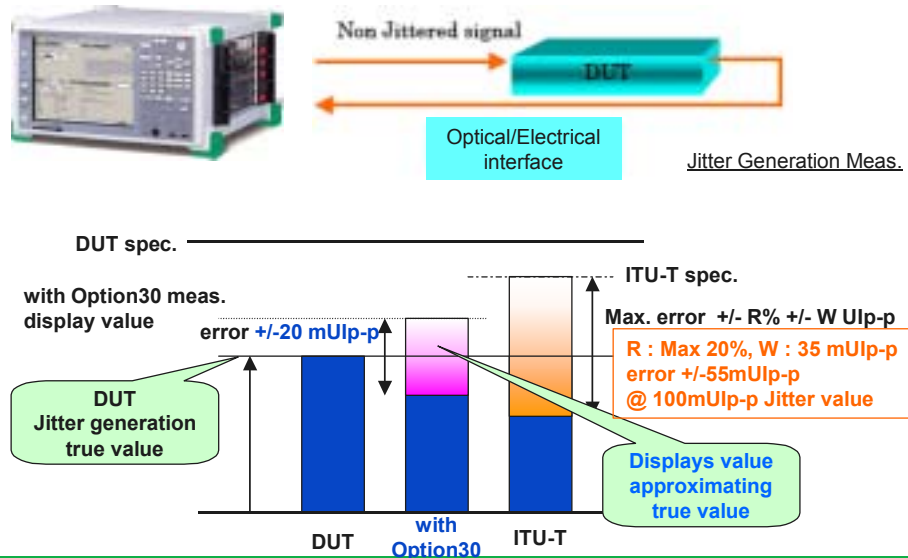 Non Jittered signal
DUT
Optical/Electrical
interface
Jitter Generation Meas.
DUT spec.
ITU-T spec.
with Option30 meas.
display value
error +/-20 mUIp-p
Max. error +/- R% +/- W UIp-p
R : Max 20%, W : 35 mUIp-p
error +/-55mUIp-p
@ 100mUIp-p Jitter value
DUT
Jitter generation
true value
Displays value
approximating
true value
DUT
with
Option30
ITU-T